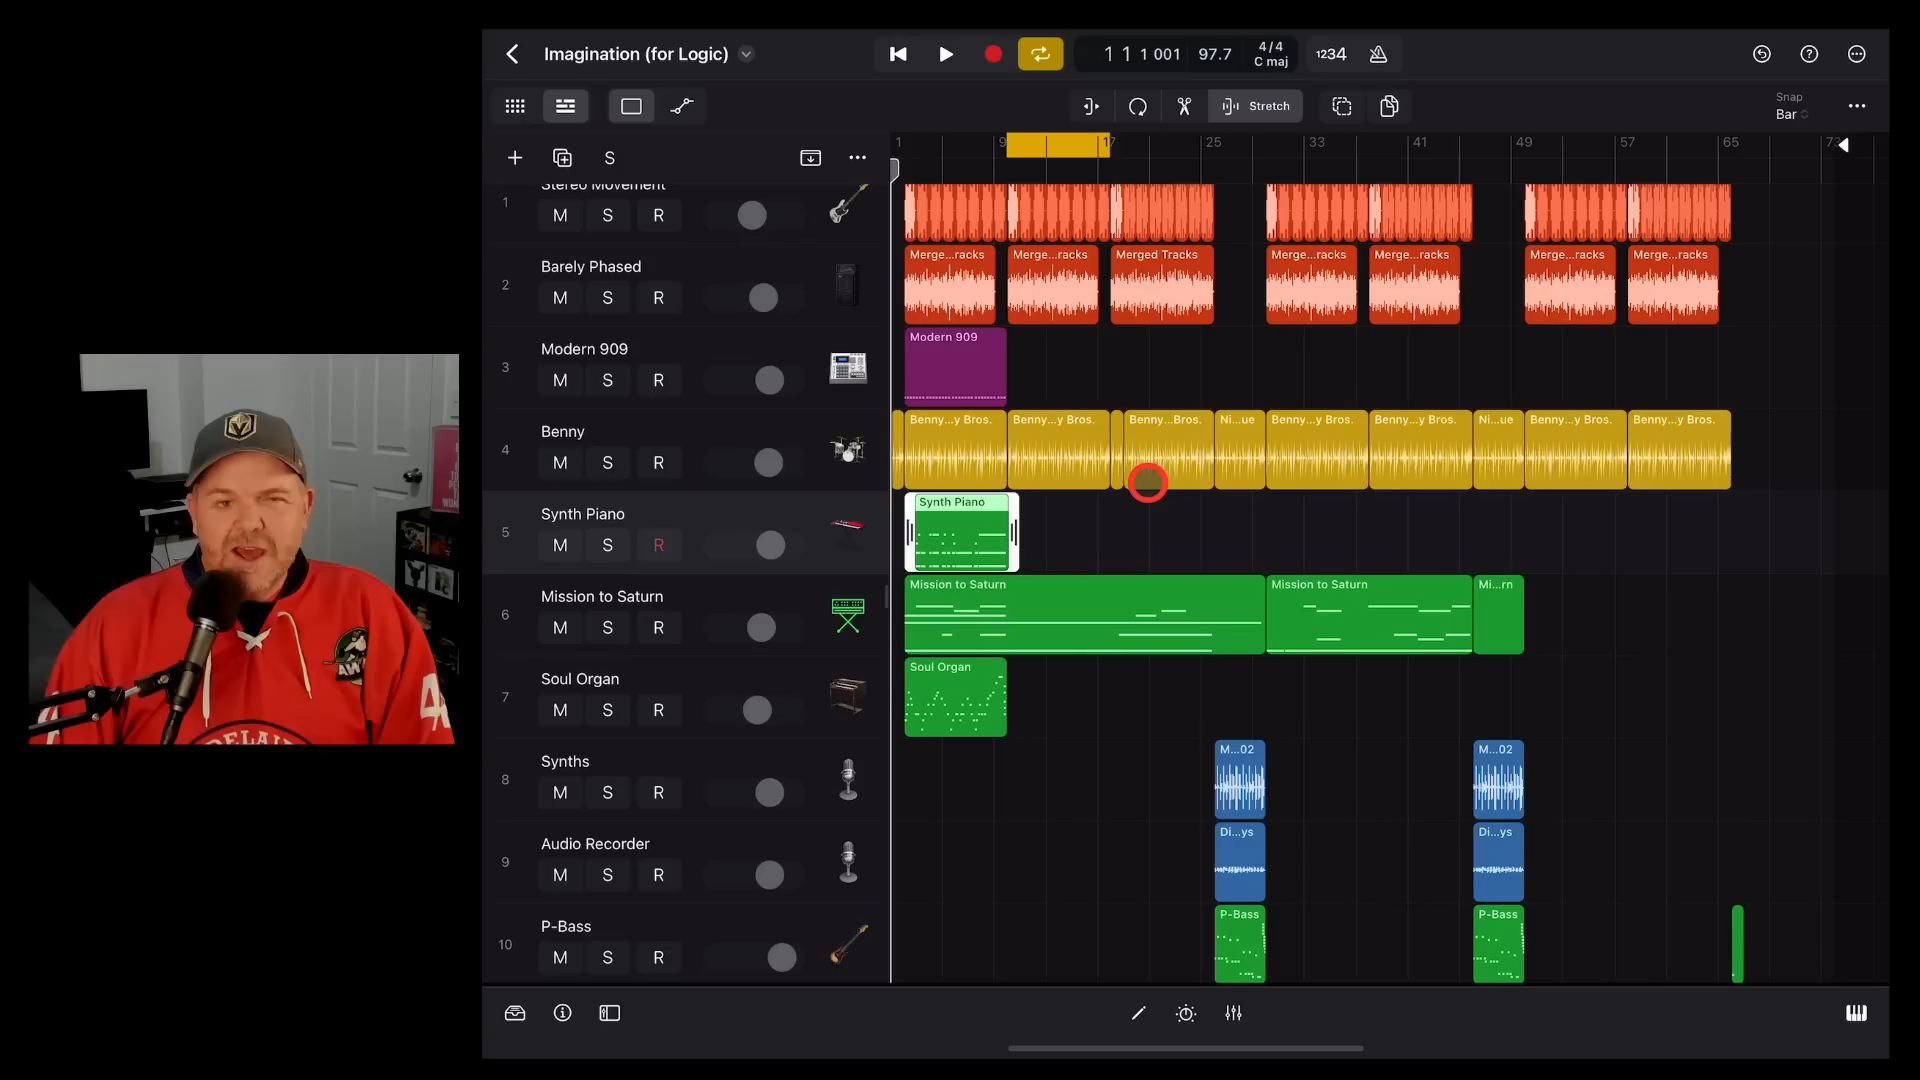 Imagination (for Logic)
1 1 1 001
97.7
4/4
C maj
1234
Stretch
Snap
Bar
S
1
9
17
25
33
41
49
57
65
73
1
Stereo Movement
M S R
2
Barely Phased
M S R
Merge...racks
Merge...racks
Merged Tracks
Merge...racks
Merge...racks
Merge...racks
Merge...racks
3
Modern 909
M S R
Modern 909
4
Benny
M S R
Benny...y Bros.
Benny...y Bros.
Benny...Bros.
Ni...ue
Benny...y Bros.
Benny...y Bros.
Ni...ue
Benny...y Bros.
Benny...y Bros.
5
Synth Piano
M S R
Synth Piano
6
Mission to Saturn
M S R
Mission to Saturn
Mission to Saturn
Mi...rn
7
Soul Organ
M S R
Soul Organ
8
Synths
M S R
M...02
M...02
9
Audio Recorder
M S R
Di...ys
Di...ys
10
P-Bass
M S R
P-Bass
P-Bass